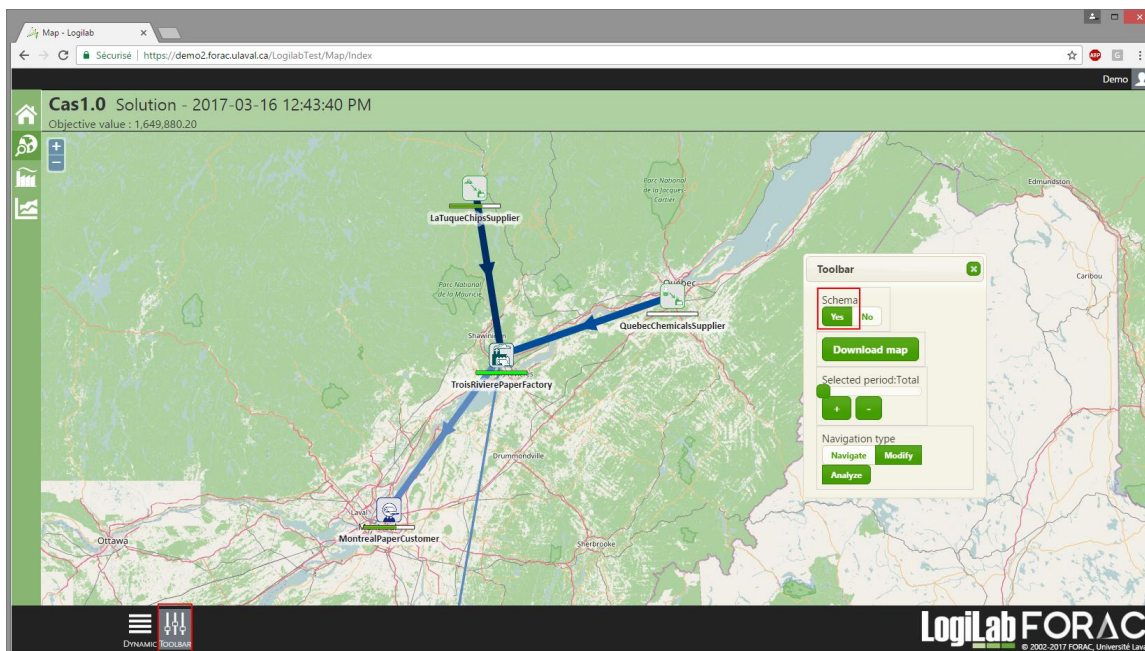 Map - Logilab
Sécurisé | https://demo2.forac.ulaval.ca/LogilabTest/Map/Index
ABP
G
Demo
Cas1.0 Solution - 2017-03-16 12:43:40 PM
Objective value : 1,649,880.20
+
-
Parc National
de la Jacques
Cartier
Edmundston
LaTuqueChipsSupplier
Toolbar
Parc National
de la Mauricie
Caribou
Schema
Yes No
QuebecChemicalsSupplier
Download map
TroisRivierePaperFactory
Selected period:Total
+ -
Navigation type
Navigate Modify
Analyze
Drummondville
Laval
MontrealPaperCustomer
Ottawa
Sherbrooke
DYNAMIC TOOLBAR
LogiLab FORAC
© 2002-2017 FORAC, Université Lav